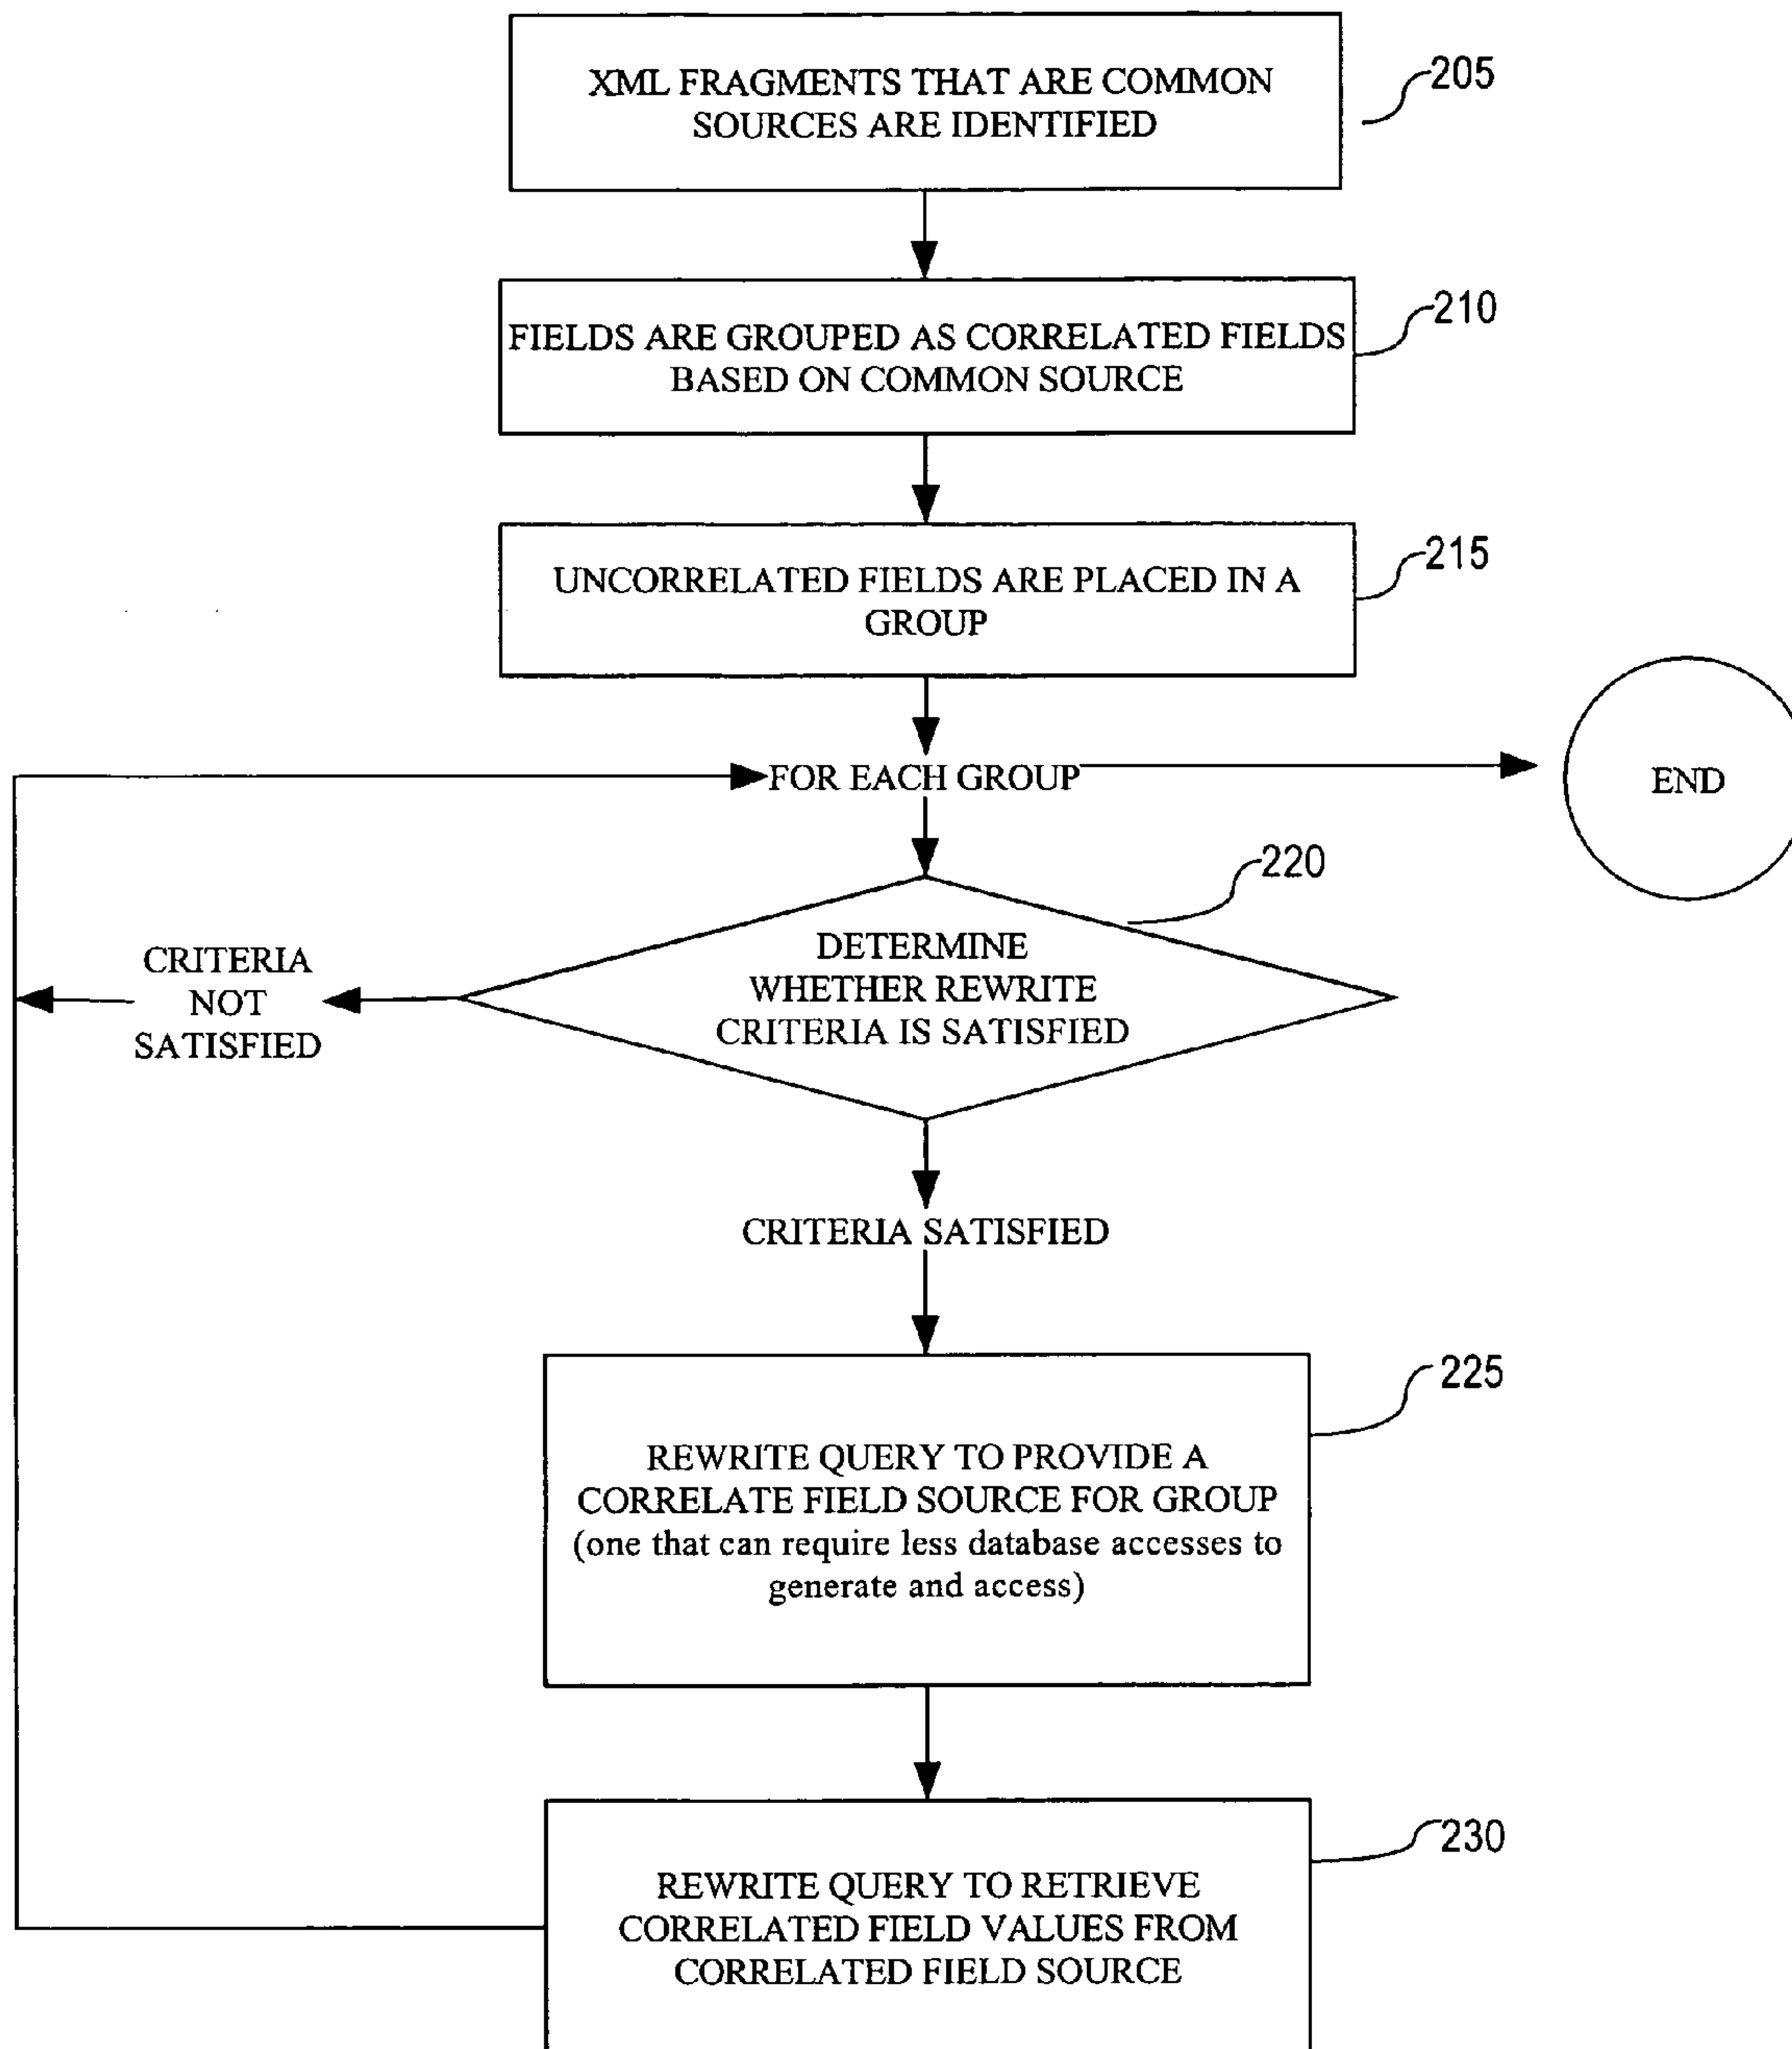 XML FRAGMENTS THAT ARE COMMON
SOURCES ARE IDENTIFIED
205
FIELDS ARE GROUPED AS CORRELATED FIELDS
BASED ON COMMON SOURCE
210
UNCORRELATED FIELDS ARE PLACED IN A
GROUP
215
FOR EACH GROUP
END
220
DETERMINE
WHETHER REWRITE
CRITERIA IS SATISFIED
CRITERIA
NOT
SATISFIED
CRITERIA SATISFIED
225
REWRITE QUERY TO PROVIDE A
CORRELATE FIELD SOURCE FOR GROUP
(one that can require less database accesses to
generate and access)
230
REWRITE QUERY TO RETRIEVE
CORRELATED FIELD VALUES FROM
CORRELATED FIELD SOURCE